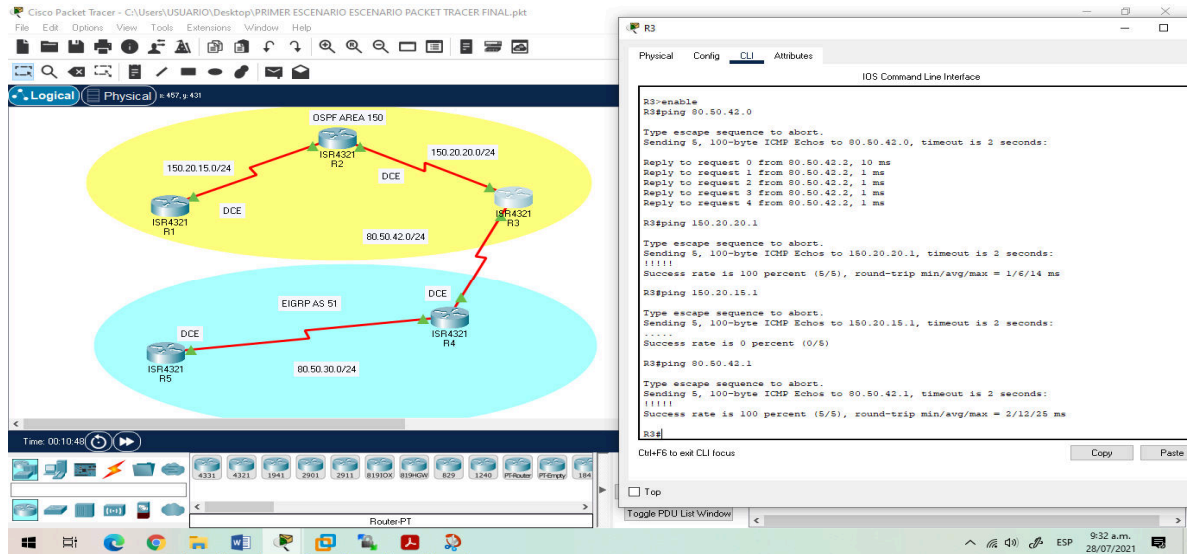 Cisco Packet Tracer - C:\Users\USUARIO\Desktop\PRIMER ESCENARIO ESCENARIO PACKET TRACER FINAL.pkt
File Edit Options View Tools Extensions Window Help
Logical Physical x: 457, y: 431
OSPF AREA 150
ISR4321
R2
150.20.15.0/24
150.20.20.0/24
DCE
DCE
ISR4321
R1
ISR4321
R3
80.50.42.0/24
EIGRP AS 51
DCE
DCE
ISR4321
R4
ISR4321
R5
80.50.30.0/24
Time: 00:10:48
4331 4321 1941 2901 2911 819IOX 819HGW 829 1240 PT-Router PT-Empty 184
Router-PT
R3
Physical Config CLI Attributes
IOS Command Line Interface
R3>enable
R3#ping 80.50.42.0
Type escape sequence to abort.
Sending 5, 100-byte ICMP Echos to 80.50.42.0, timeout is 2 seconds:
Reply to request 0 from 80.50.42.2, 10 ms
Reply to request 1 from 80.50.42.2, 1 ms
Reply to request 2 from 80.50.42.2, 1 ms
Reply to request 3 from 80.50.42.2, 1 ms
Reply to request 4 from 80.50.42.2, 1 ms
R3#ping 150.20.20.1
Type escape sequence to abort.
Sending 5, 100-byte ICMP Echos to 150.20.20.1, timeout is 2 seconds:
!!!!!
Success rate is 100 percent (5/5), round-trip min/avg/max = 1/6/14 ms
R3#ping 150.20.15.1
Type escape sequence to abort.
Sending 5, 100-byte ICMP Echos to 150.20.15.1, timeout is 2 seconds:
.....
Success rate is 0 percent (0/5)
R3#ping 80.50.42.1
Type escape sequence to abort.
Sending 5, 100-byte ICMP Echos to 80.50.42.1, timeout is 2 seconds:
!!!!!
Success rate is 100 percent (5/5), round-trip min/avg/max = 2/12/25 ms
R3#
Ctrl+F6 to exit CLI focus
Copy Paste
Top
Toggle PDU List Window
ESP
9:32 a.m.
28/07/2021